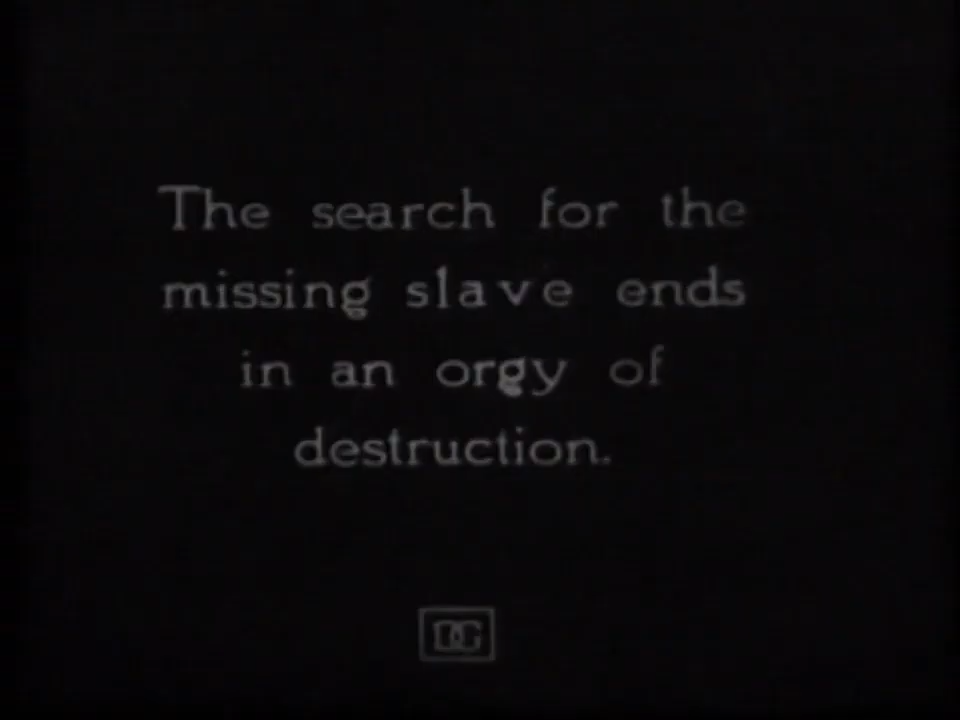 The search for the
missing slave ends
in an orgy of
destruction.
DG